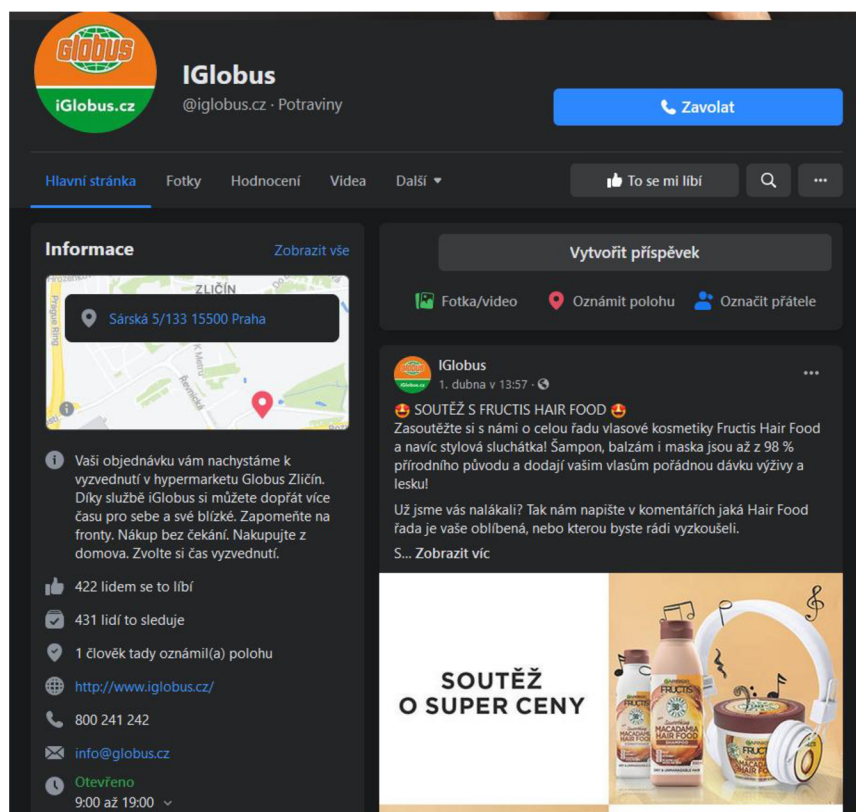 Globus
iGlobus.cz
IGlobus
@iglobus.cz · Potraviny
Zavolat
Hlavní stránka
Fotky
Hodnocení
Videa
Další
To se mi líbí
Informace
Zobrazit vše
ZLIČÍN
Prague Ring
K Metru
Řevnická
Sárská 5/133 15500 Praha
Vaši objednávku vám nachystáme k
vyzvednutí v hypermarketu Globus Zličín.
Díky službě iGlobus si můžete dopřát více
času pro sebe a své blízké. Zapomeňte na
fronty. Nákup bez čekání. Nakupujte z
domova. Zvolte si čas vyzvednutí.
422 lidem se to líbí
431 lidí to sleduje
1 člověk tady oznámil(a) polohu
http://www.iglobus.cz/
800 241 242
info@globus.cz
Otevřeno
9:00 až 19:00
Vytvořit příspěvek
Fotka/video
Oznámit polohu
Označit přátele
IGlobus
1. dubna v 13:57 ·
🤩 SOUTĚŽ S FRUCTIS HAIR FOOD 🤩
Zasoutěžte si s námi o celou řadu vlasové kosmetiky Fructis Hair Food
a navíc stylová sluchátka! Šampon, balzám i maska jsou až z 98 %
přírodního původu a dodají vašim vlasům pořádnou dávku výživy a
lesku!
Už jsme vás nalákali? Tak nám napište v komentářích jaká Hair Food
řada je vaše oblíbená, nebo kterou byste rádi vyzkoušeli.
S... Zobrazit víc
SOUTĚŽ
O SUPER CENY
GARNIER
FRUCTIS
MACADAMIA
HAIR FOOD
SHAMPOO